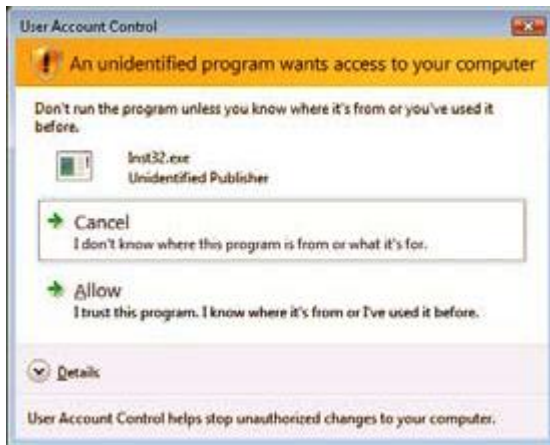 User Account Control
An unidentified program wants access to your computer
Don't run the program unless you know where it's from or you've used it
before.
Inst32.exe
Unidentified Publisher
Cancel
I don't know where this program is from or what it's for.
Allow
I trust this program. I know where it's from or I've used it before.
Details
User Account Control helps stop unauthorized changes to your computer.